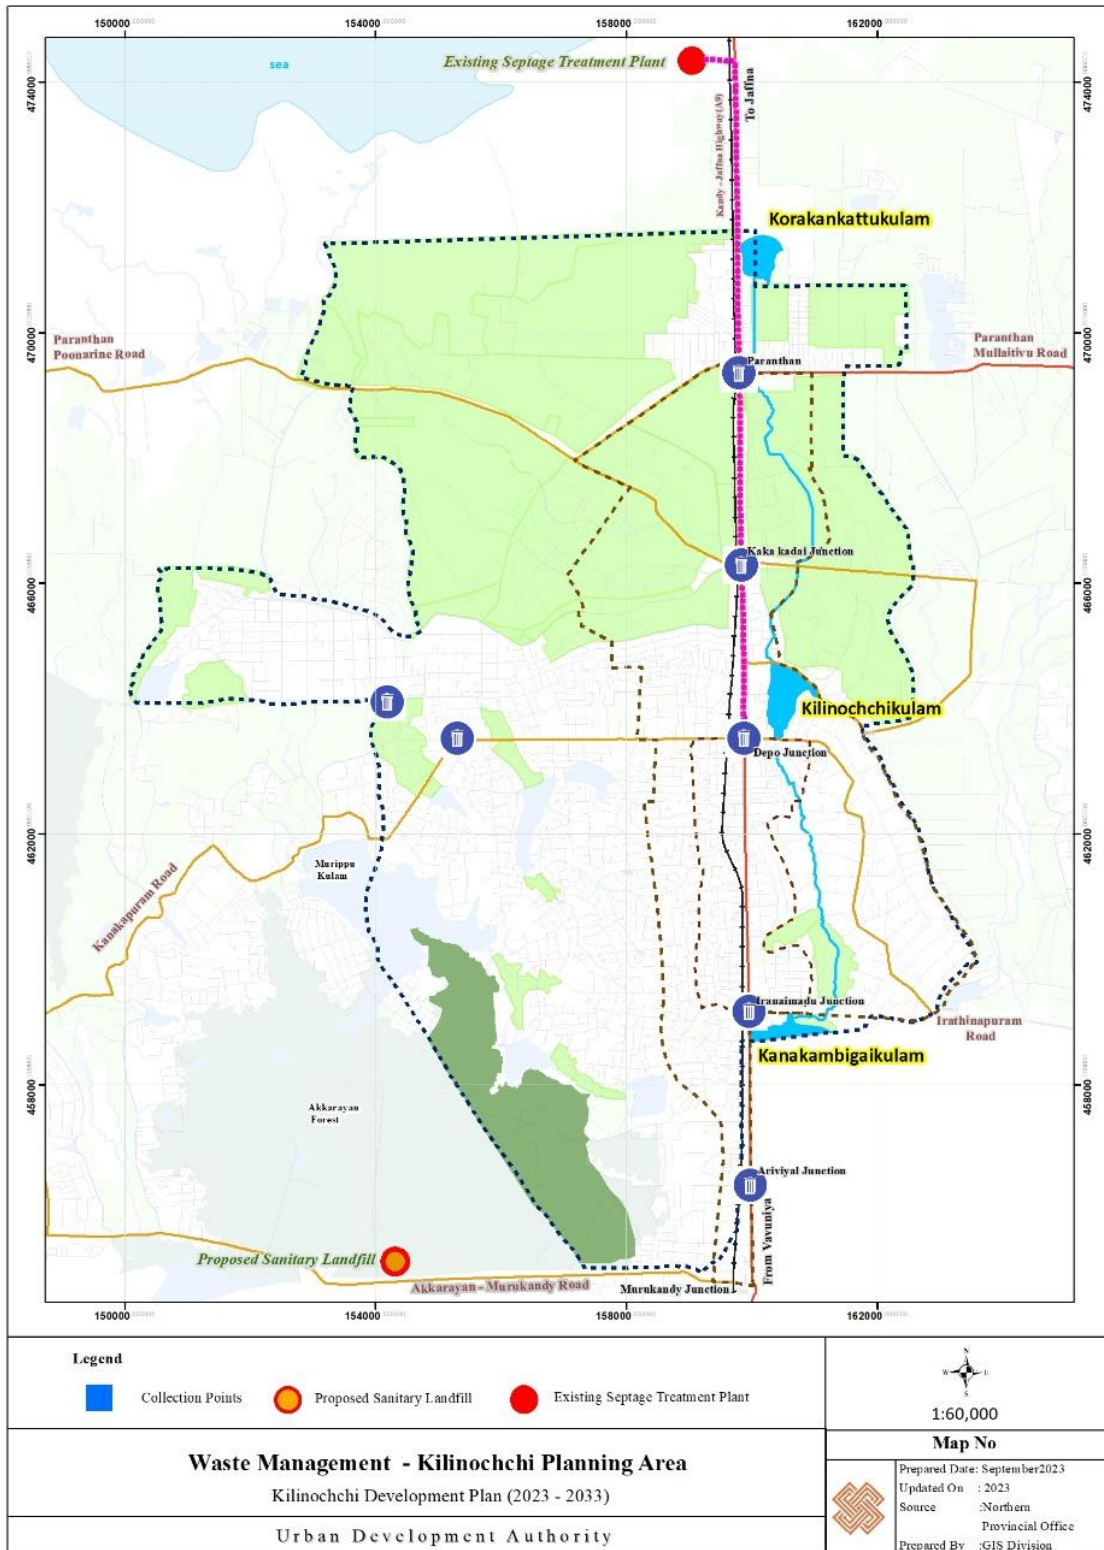 150000
154000
158000
162000
474000
474000
sea
Existing Septage Treatment Plant
To Jaffna
Kandy - Jaffna Highway(A9)
Korakankattukulam
470000
470000
Paranthan
Poonarine Road
Paranthan
Mullaitivu Road
Paranthan
Kaka kadai Junction
466000
466000
Kilinochchikulam
Depo Junction
462000
462000
Murippu
Kulam
Kanakapuram Road
Iranaimadu Junction
Irathinapuram
Road
Kanakambigaikulam
458000
458000
Akkarayan
Forest
Ariviyal Junction
From Vavuniya
Proposed Sanitary Landfill
Akkarayan - Murukandy Road
Murukandy Junction
150000
154000
158000
162000
Legend
Collection Points
Proposed Sanitary Landfill
Existing Septage Treatment Plant
N
W
E
S
1:60,000
Waste Management - Kilinochchi Planning Area
Kilinochchi Development Plan (2023 - 2033)
Urban Development Authority
Map No
Prepared Date: September2023
Updated On : 2023
Source :Northern
Provincial Office
Prepared By :GIS Division